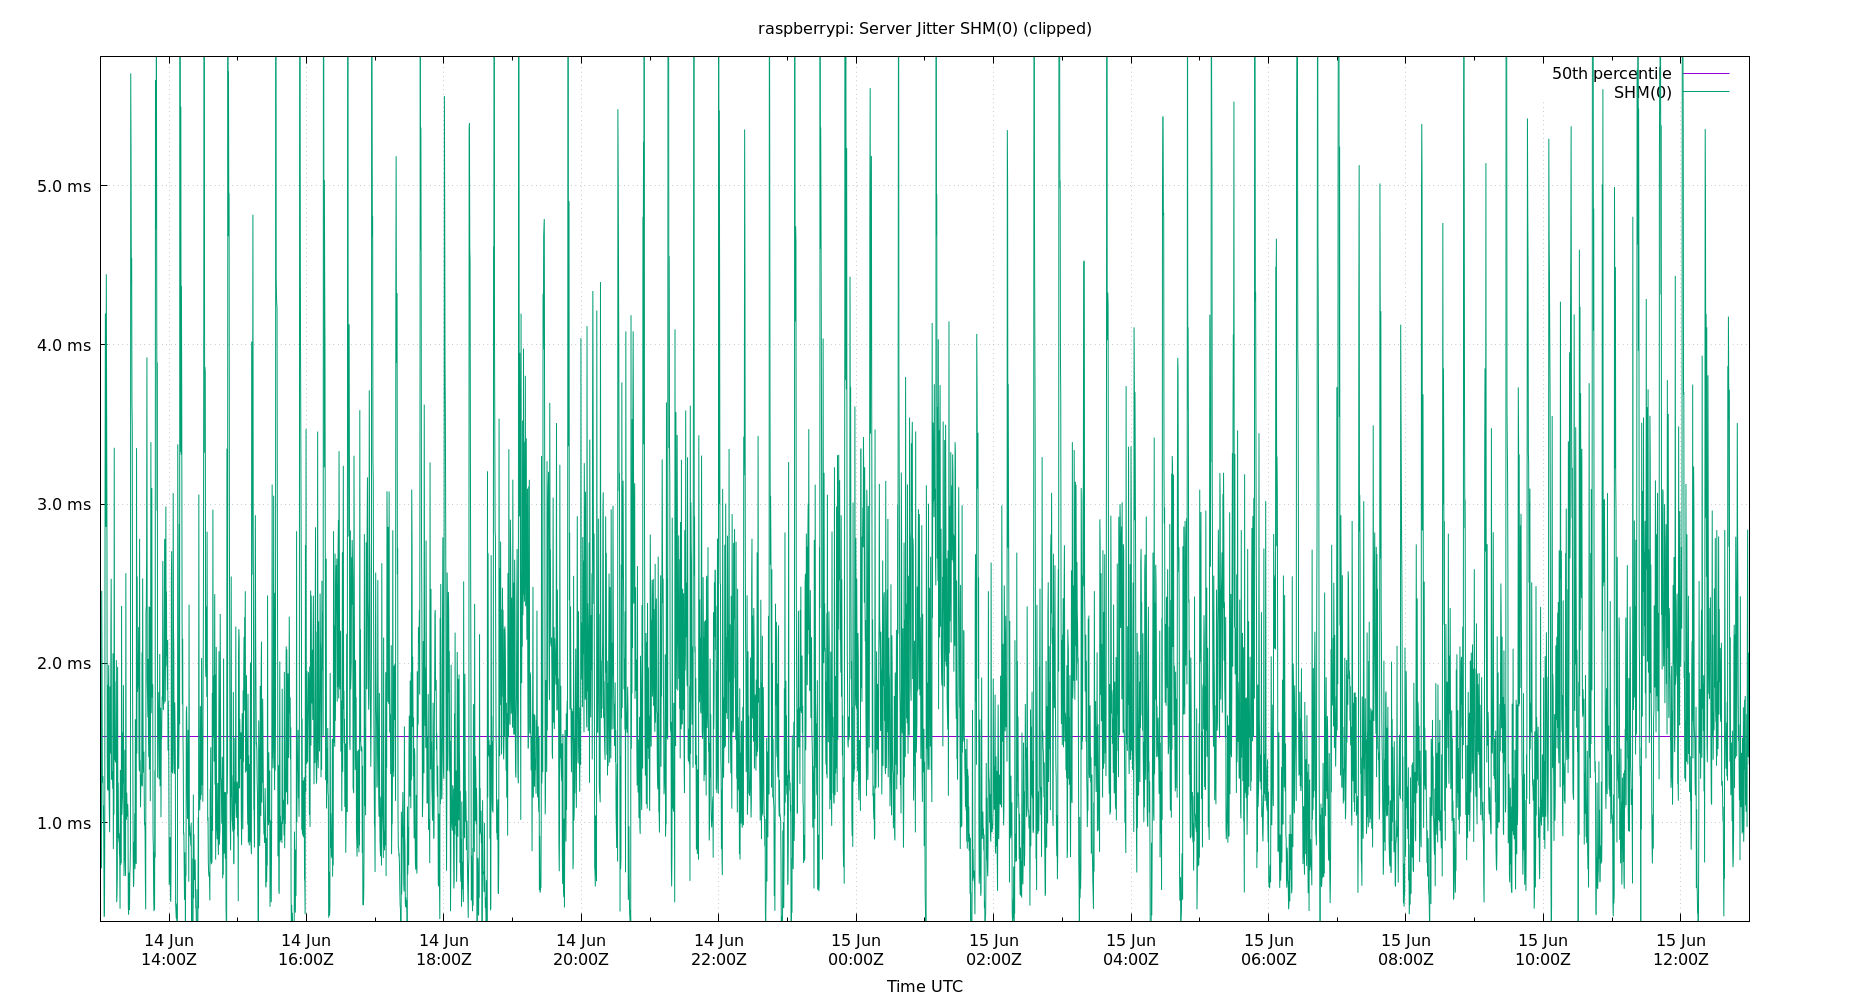 raspberrypi: Server Jitter SHM(0) (clipped)
50th percentile
SHM(0)
5.0 ms
4.0 ms
3.0 ms
2.0 ms
1.0 ms
14 Jun 14 Jun 14 Jun 14 Jun 14 Jun 15 Jun 15 Jun 15 Jun 15 Jun 15 Jun 15 Jun 15 Jun
14:00Z 16:00Z 18:00Z 20:00Z 22:00Z 00:00Z 02:00Z 04:00Z 06:00Z 08:00Z 10:00Z 12:00Z
Time UTC